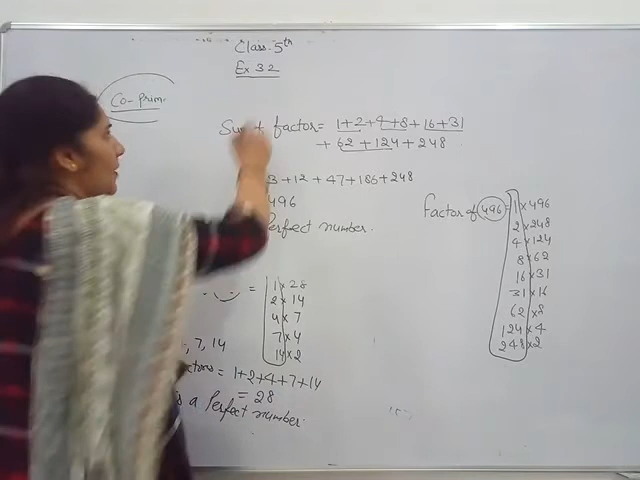 Class. 5th
Ex 32
Co-Prim.
factor= 1+2+4+8+16+31
+ 62 + 124 + 248
3 + 12 + 47 + 186 + 248
496
Perfect number.
Factor of 496 = 1 × 496
2 × 248
4 × 124
8 × 62
16 × 31
31 × 16
62 × 8
124 × 4
248 × 2
= 1 × 28
2 × 14
4 × 7
7 × 4
14 × 2
7, 14
= 1+2+4+7+14
= 28
is a Perfect number.